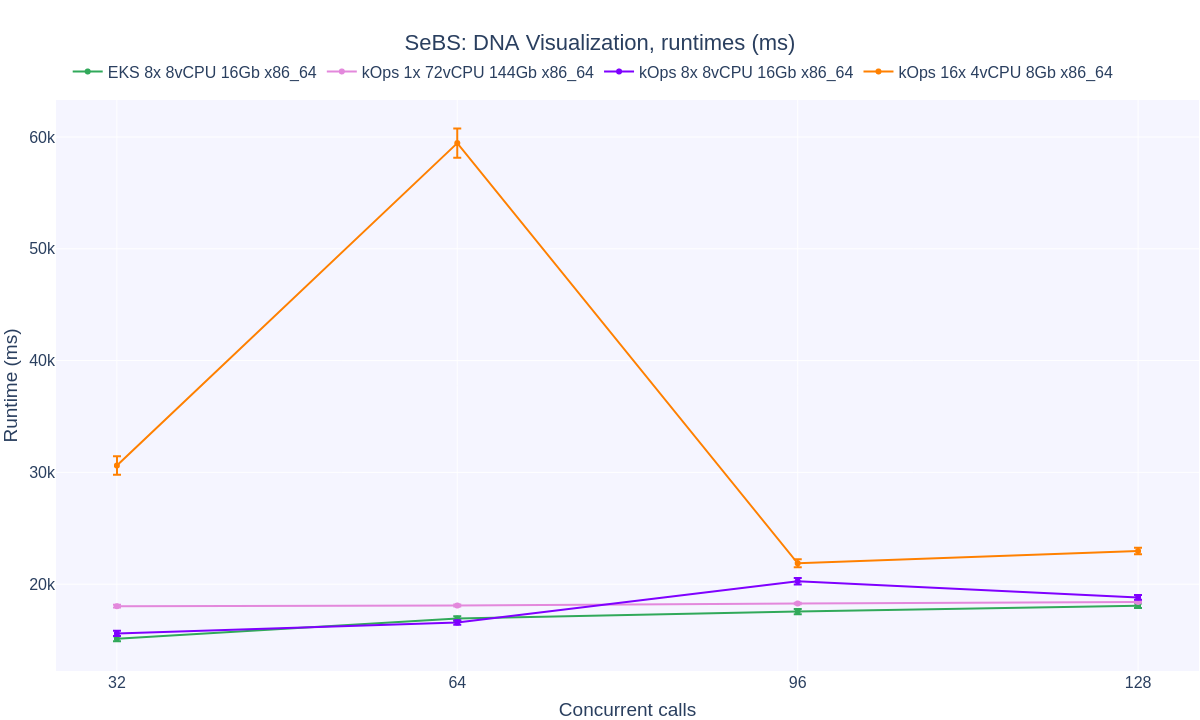 SeBS: DNA Visualization, runtimes (ms)
EKS 8x 8vCPU 16Gb x86_64 kOps 1x 72vCPU 144Gb x86_64 kOps 8x 8vCPU 16Gb x86_64 kOps 16x 4vCPU 8Gb x86_64
60k
50k
40k
30k
20k
Runtime (ms)
32 64 96 128
Concurrent calls